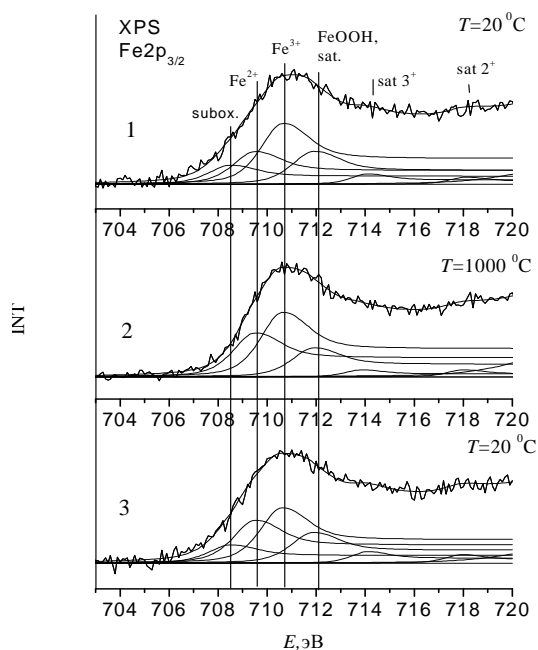 XPS
Fe2p3/2
T=20 ⁰C
FeOOH,
sat.
Fe³⁺
Fe²⁺
subox.
sat 3⁺
sat 2⁺
1
704 706 708 710 712 714 716 718 720
T=1000 ⁰C
2
704 706 708 710 712 714 716 718 720
T=20 ⁰C
3
704 706 708 710 712 714 716 718 720
E,эВ
INT